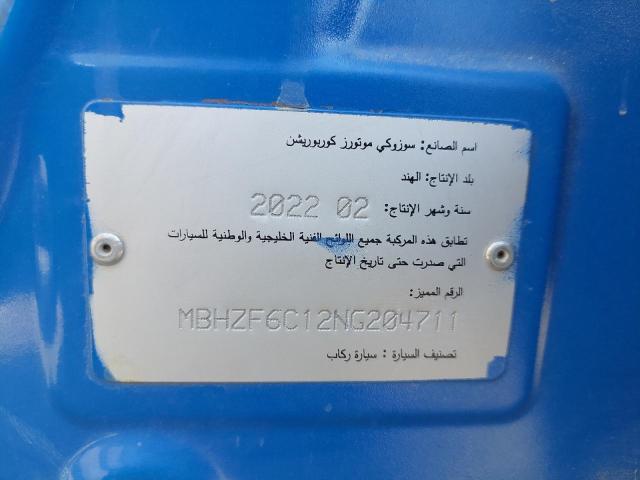 اسم الصانع: سوزوكي موتورز كوربوريشن
بلد الإنتاج: الهند
سنة وشهر الإنتاج: 2022 02
تطابق هذه المركبة جميع اللوائح الفنية الخليجية والوطنية للسيارات
التي صدرت حتى تاريخ الإنتاج
الرقم المميز:
MBHZF6C12NG204711
تصنيف السيارة : سيارة ركاب